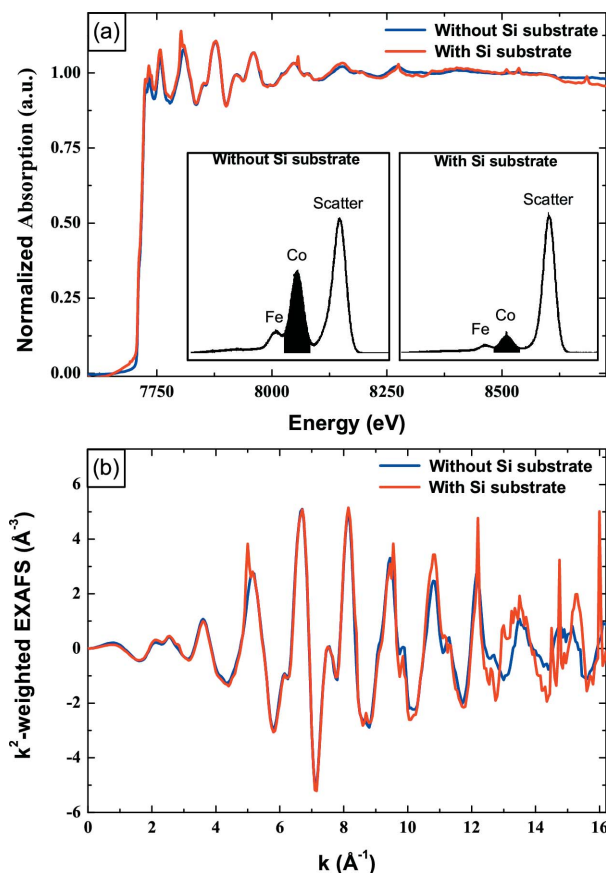 (a)
Without Si substrate
With Si substrate
1.00
0.75
0.50
0.25
0.00
Normalized Absorption (a.u.)
Without Si substrate
Fe
Co
Scatter
With Si substrate
Fe
Co
Scatter
7750 8000 8250 8500
Energy (eV)
(b)
Without Si substrate
With Si substrate
6
4
2
0
-2
-4
-6
k²-weighted EXAFS (Å⁻³)
0 2 4 6 8 10 12 14 16
k (Å⁻¹)